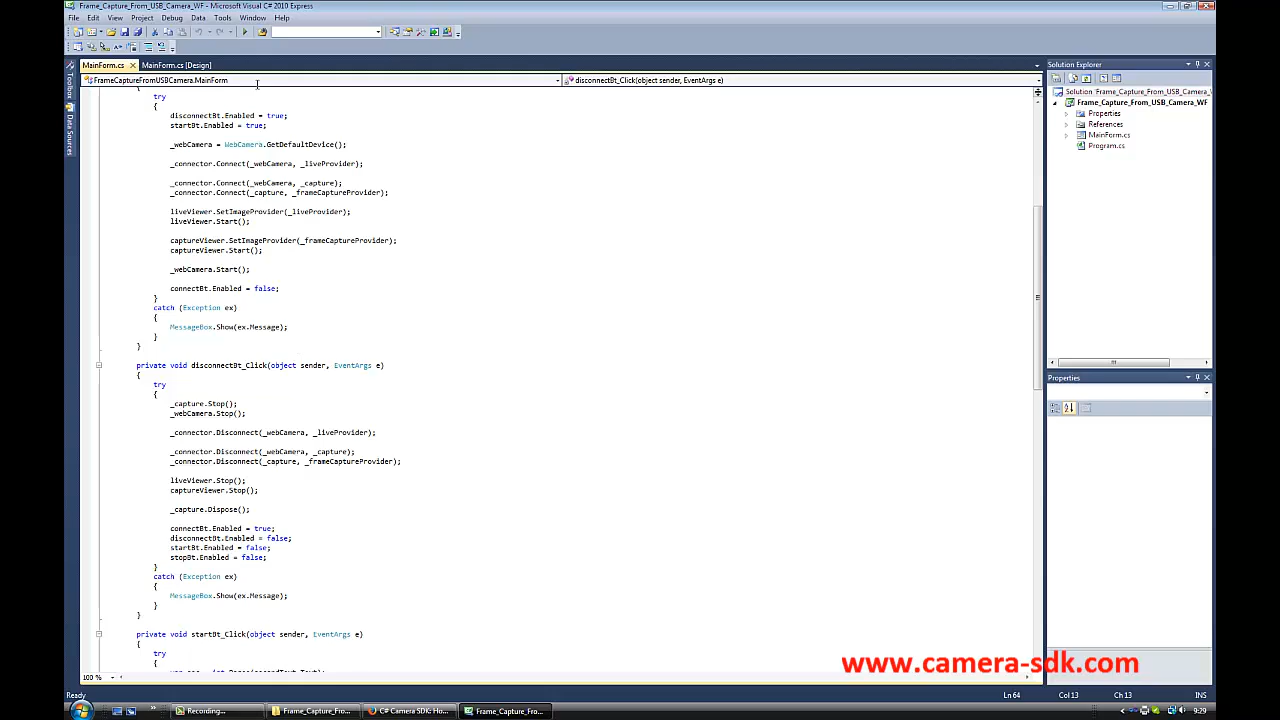 Frame_Capture_From_USB_Camera_WF - Microsoft Visual C# 2010 Express
File Edit View Project Debug Data Tools Window Help
MainForm.cs MainForm.cs [Design]
Solution Explorer
FrameCaptureFromUSBCamera.MainForm disconnectBt_Click(object sender, EventArgs e)
Toolbox
Data Sources
{
try
{
disconnectBt.Enabled = true;
startBt.Enabled = true;
_webCamera = WebCamera.GetDefaultDevice();
_connector.Connect(_webCamera, _liveProvider);
_connector.Connect(_webCamera, _capture);
_connector.Connect(_capture, _frameCaptureProvider);
liveViewer.SetImageProvider(_liveProvider);
liveViewer.Start();
captureViewer.SetImageProvider(_frameCaptureProvider);
captureViewer.Start();
_webCamera.Start();
connectBt.Enabled = false;
}
catch (Exception ex)
{
MessageBox.Show(ex.Message);
}
}
private void disconnectBt_Click(object sender, EventArgs e)
{
try
{
_capture.Stop();
_webCamera.Stop();
_connector.Disconnect(_webCamera, _liveProvider);
_connector.Disconnect(_webCamera, _capture);
_connector.Disconnect(_capture, _frameCaptureProvider);
liveViewer.Stop();
captureViewer.Stop();
_capture.Dispose();
connectBt.Enabled = true;
disconnectBt.Enabled = false;
startBt.Enabled = false;
stopBt.Enabled = false;
}
catch (Exception ex)
{
MessageBox.Show(ex.Message);
}
}
private void startBt_Click(object sender, EventArgs e)
{
try
{
Solution 'Frame_Capture_From_USB_Camera_
Frame_Capture_From_USB_Camera_WF
Properties
References
MainForm.cs
Program.cs
Properties
www.camera-sdk.com
100 %
Ready Ln 64 Col 13 Ch 13 INS
Recording... Frame_Capture_Fro... C# Camera SDK: Ho... Frame_Capture_Fro... 9:29